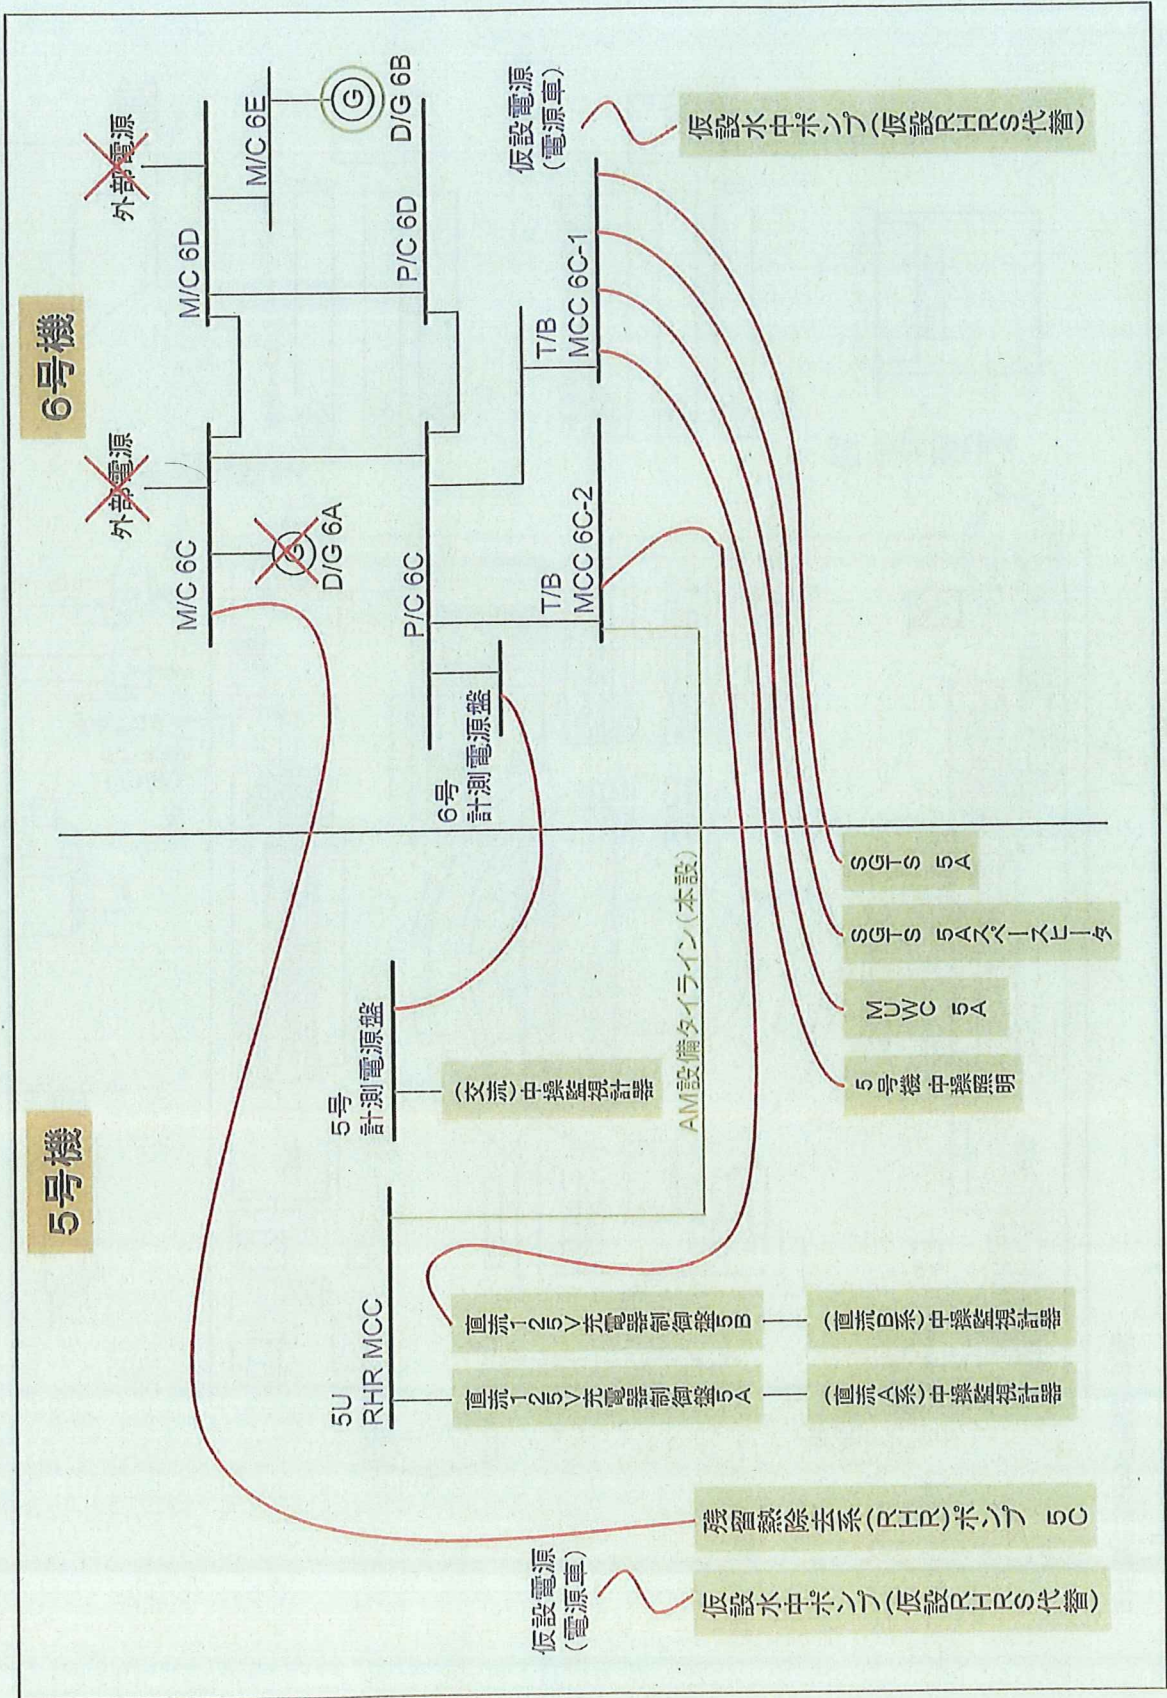 5号機
6号機
外部電源
外部電源
M/C 6C
M/C 6D
M/C 6E
G
D/G 6A
G
D/G 6B
5U
RHR MCC
5号
計測電源盤
P/C 6C
P/C 6D
6号
計測電源盤
T/B
MCC 6C-2
T/B
MCC 6C-1
仮設電源
(電源車)
仮設水中ポンプ(仮設RHRS代替)
(交流)中操監視計器
直流125V充電器制御盤5B
(直流B系)中操監視計器
直流125V充電器制御盤5A
(直流A系)中操監視計器
AM設備タイライン(本設)
仮設電源
(電源車)
仮設水中ポンプ(仮設RHRS代替)
残留熱除去系(RHR)ポンプ 5C
5号機 中操照明
MUWC 5A
SGTS 5Aスペースヒータ
SGTS 5A